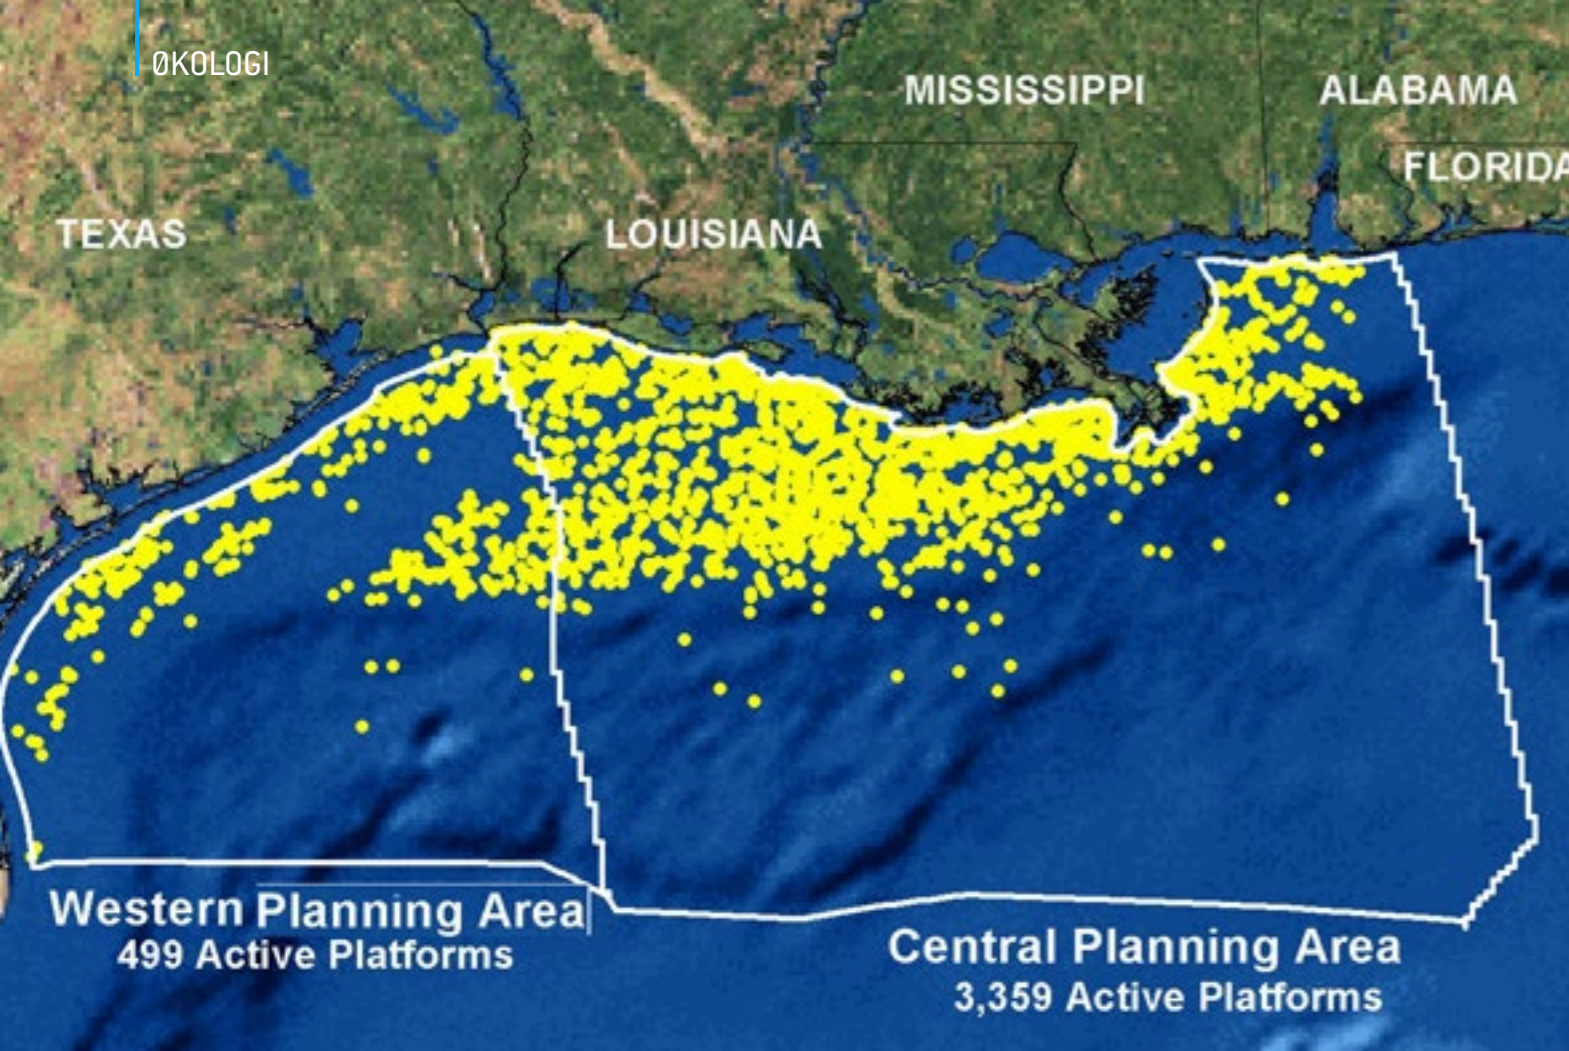 ØKOLOGI
MISSISSIPPI
ALABAMA
FLORIDA
TEXAS
LOUISIANA
Western Planning Area
499 Active Platforms
Central Planning Area
3,359 Active Platforms